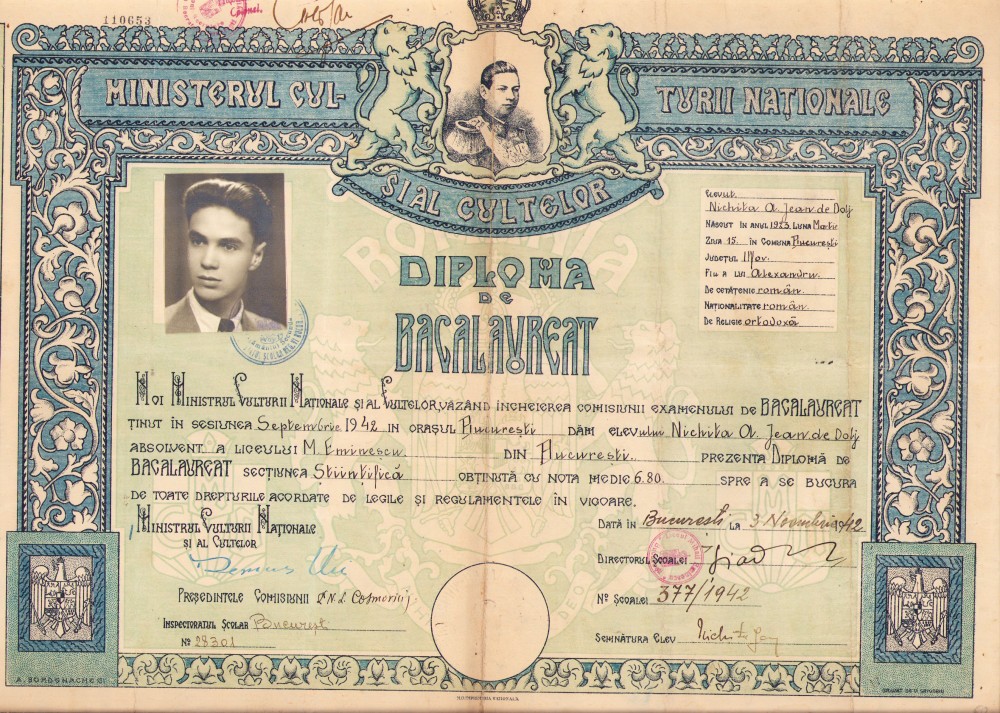 110653
MINISTERUL CUL-
TURII NAȚIONALE
ȘI AL CULTELOR
DIPLOMA
DE
BACALAUREAT
ELEVUL
Nichita A. Jean de Dolj
NĂSCUT ÎN ANUL 1923. LUNA Martie
ZIUA 15. ÎN COMUNA București
JUDEȚUL Ilfov.
FIU A LUI Alexandru.
DE CETĂȚENIE român.
NAȚIONALITATE român.
DE RELIGIE ortodoxă
NOI MINISTRUL CULTURII NAȚIONALE ȘI AL CULTELOR, VĂZÂND ÎNCHEIEREA COMISIUNII EXAMENULUI DE BACALAUREAT
ȚINUT ÎN SESIUNEA Septembrie 1942 IN ORAȘUL București DĂM ELEVului Nichita A. Jean de Dolj
ABSOLVENT A LICEULUI M. Eminescu DIN București. PREZENTA DIPLOMĂ DE
BACALAUREAT SECȚIUNEA Științifică OBȚINUTĂ CU NOTA MEDIE 6.80. SPRE A SE BUCURA
DE TOATE DREPTURILE ACORDATE DE LEGILE ȘI REGULAMENTELE ÎN VIGOARE.
MINISTRUL CULTURII NAȚIONALE
ȘI AL CULTELOR
DATĂ ÎN București LA 3 Noembrie 1942
DIRECTORUL ȘCOALEI
PREȘEDINTELE COMISIUNII
Nº ȘCOALEI 377/1942
INSPECTORATUL ȘCOLAR București
Nº 28301
SEMNĂTURA ELEV